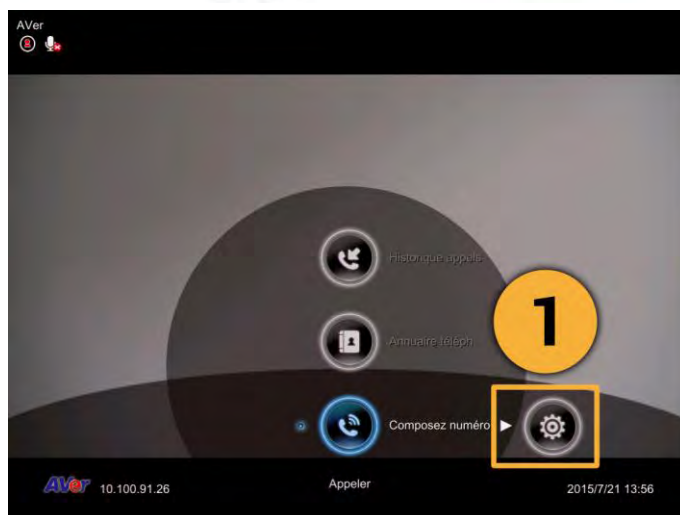 AVer
Historique appels
Annuaire téléph
1
Composez numéro
AVer 10.100.91.26
Appeler
2015/7/21 13:56